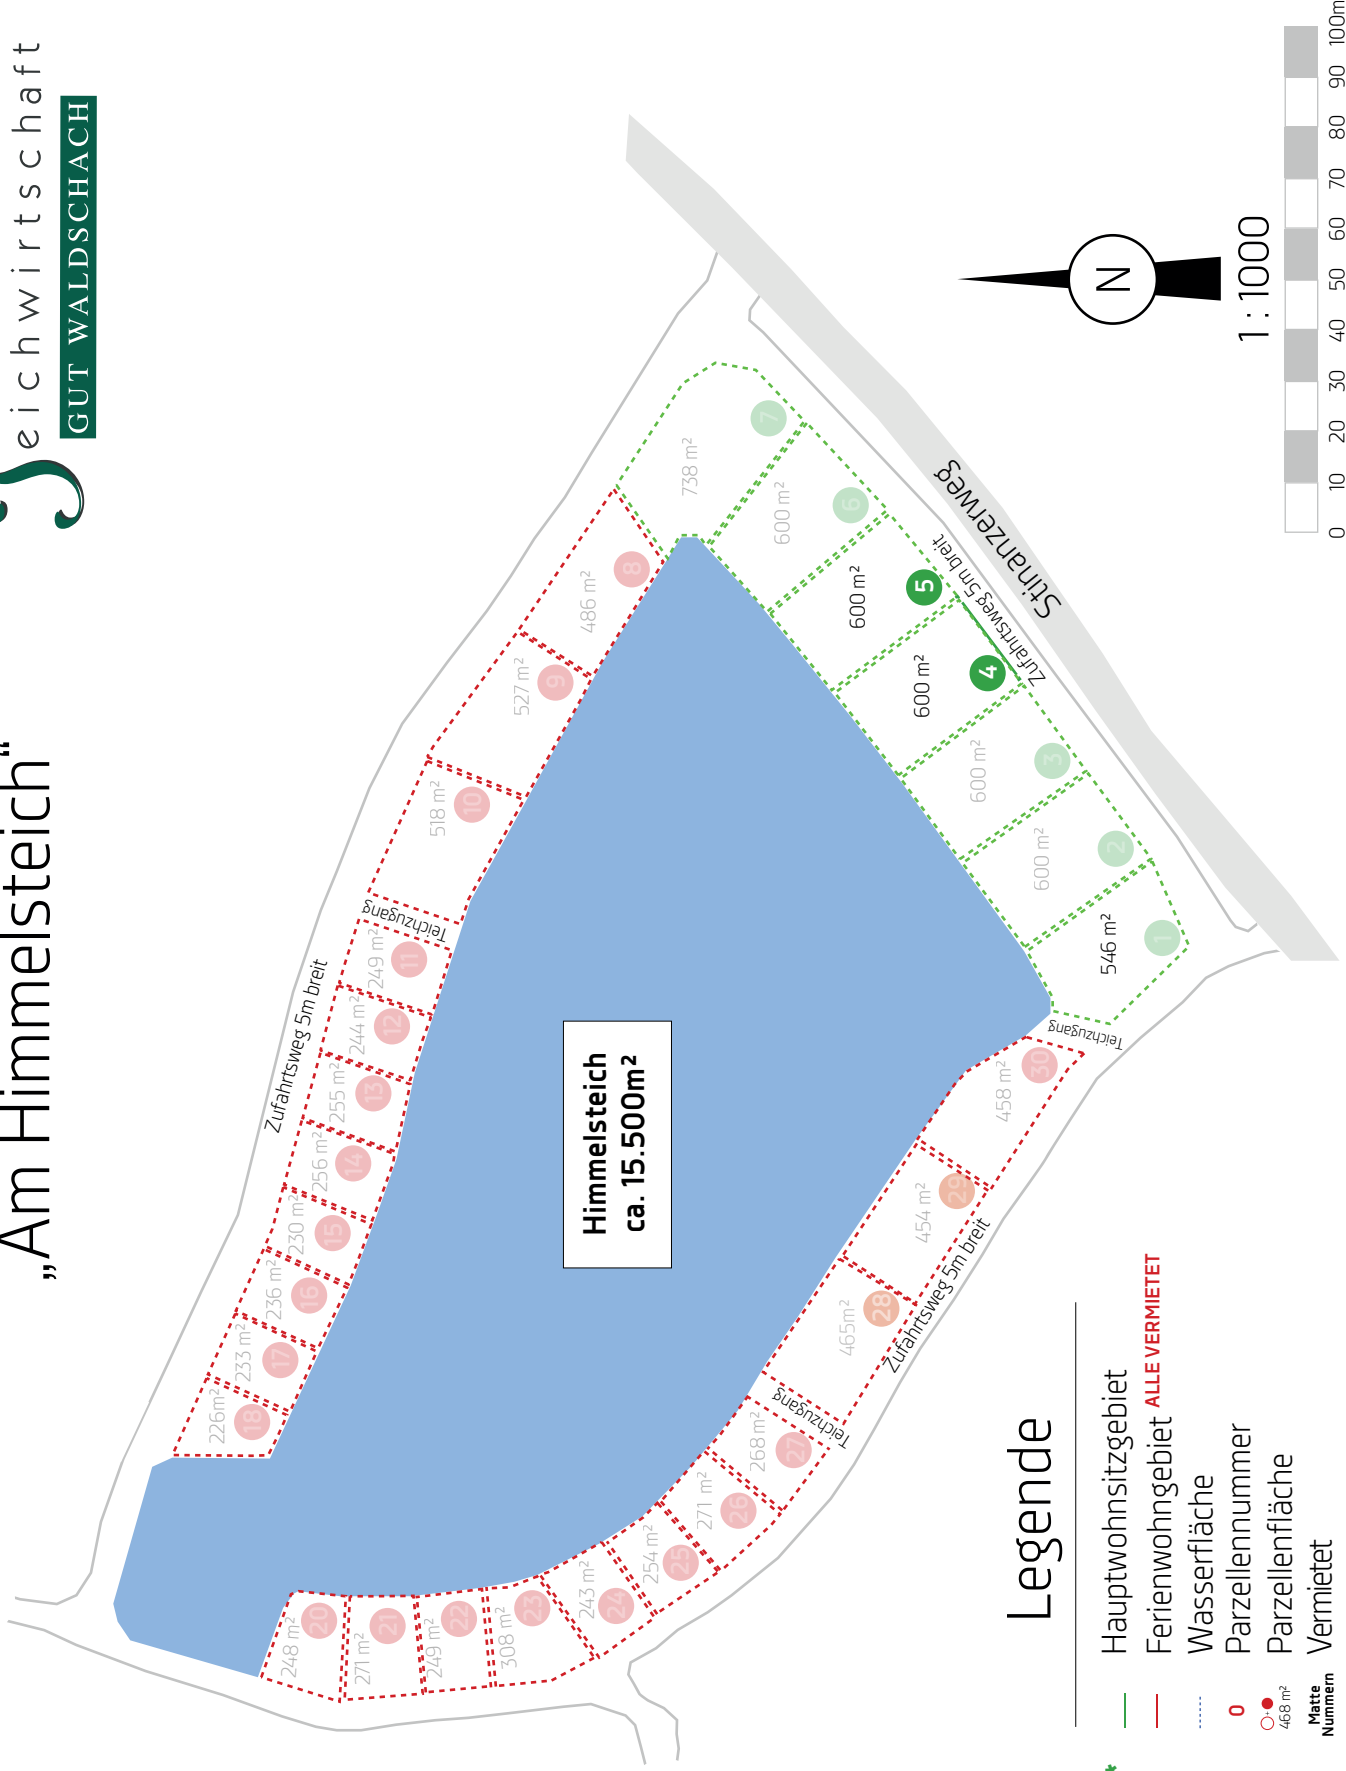 eichwirtschaft
GUT WALDSCHACH
„Am Himmelsteich“
Zufahrtsweg 5m breit
226m²
18
233 m²
17
236 m²
16
230 m²
15
256 m²
14
255 m²
13
244 m²
12
249 m²
11
Teichzugang
518 m²
10
527 m²
9
486 m²
8
738 m²
7
600 m²
6
600 m²
5
600 m²
4
600 m²
3
600 m²
2
546 m²
1
Zufahrtsweg 5m breit
Stinanzerweg
Himmelsteich
ca. 15.500m²
248 m²
20
271 m²
21
249 m²
22
308 m²
23
243 m²
24
254 m²
25
271 m²
26
268m²
27
Teichzugang
465m²
28
454 m²
29
458 m²
30
Teichzugang
Zufahrtsweg 5m breit
Legende
*
Hauptwohnsitzgebiet
Ferienwohngebiet ALLE VERMIETET
Wasserfläche
0 Parzellennummer
468 m² Parzellenfläche
Matte Nummern Vermietet
N
1:1000
0 10 20 30 40 50 60 70 80 90 100m